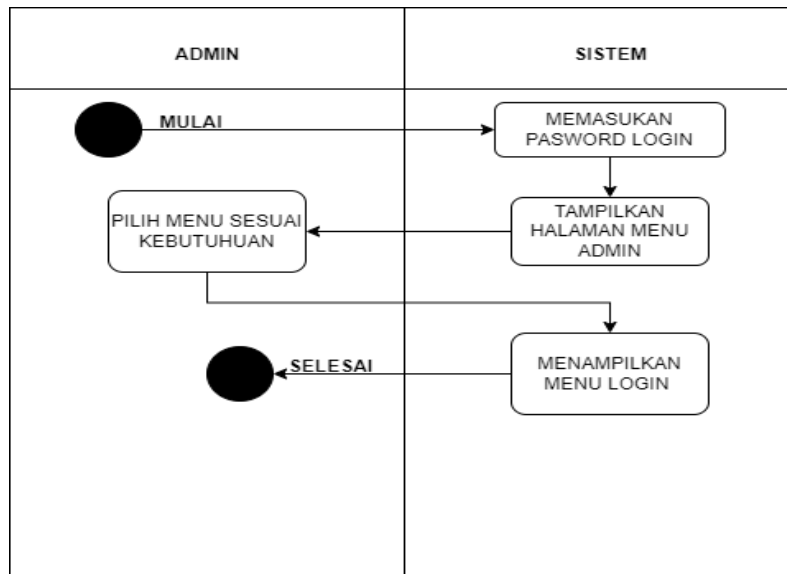 ADMIN
SISTEM
MULAI
MEMASUKAN
PASWORD LOGIN
PILIH MENU SESUAI
KEBUTUHUAN
TAMPILKAN
HALAMAN MENU
ADMIN
SELESAI
MENAMPILKAN
MENU LOGIN